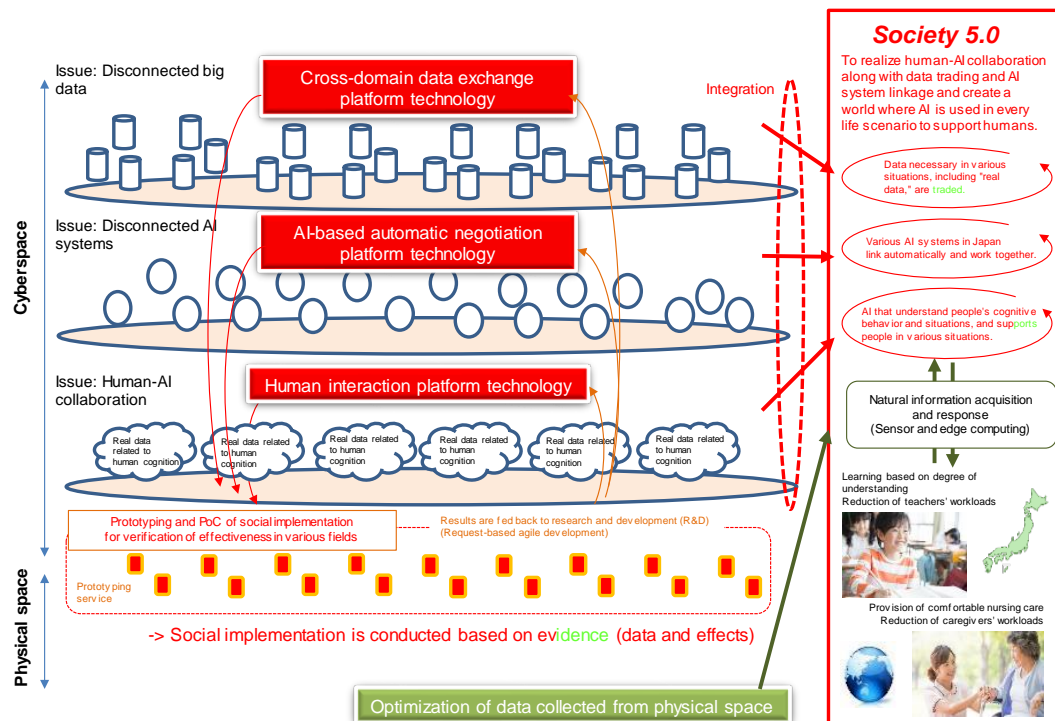 Society 5.0
To realize human-AI collaboration
along with data trading and AI
system linkage and create a
world where AI is used in every
life scenario to support humans.
Issue: Disconnected big
data
Cross-domain data exchange
platform technology
Integration
Data necessary in various
situations, including "real
data," are traded.
Issue: Disconnected AI
systems
AI-based automatic negotiation
platform technology
Various AI systems in Japan
link automatically and work together.
Cyberspace
AI that understand people's cognitive
behavior and situations, and supports
people in various situations.
Issue: Human-AI
collaboration
Human interaction platform technology
Natural information acquisition
and response
(Sensor and edge computing)
Real data
related to
human cognition
Real data related
to human
cognition
Real data related
to human
cognition
Real data related
to human
cognition
Real data related
to human
cognition
Real data related
to human
cognition
Learning based on degree of
understanding
Reduction of teachers' workloads
Prototyping and PoC of social implementation
for verification of effectiveness in various fields
Results are fed back to research and development (R&D)
(Request-based agile development)
Prototyping
service
Physical space
-> Social implementation is conducted based on evidence (data and effects)
Provision of comfortable nursing care
Reduction of caregivers' workloads
Optimization of data collected from physical space